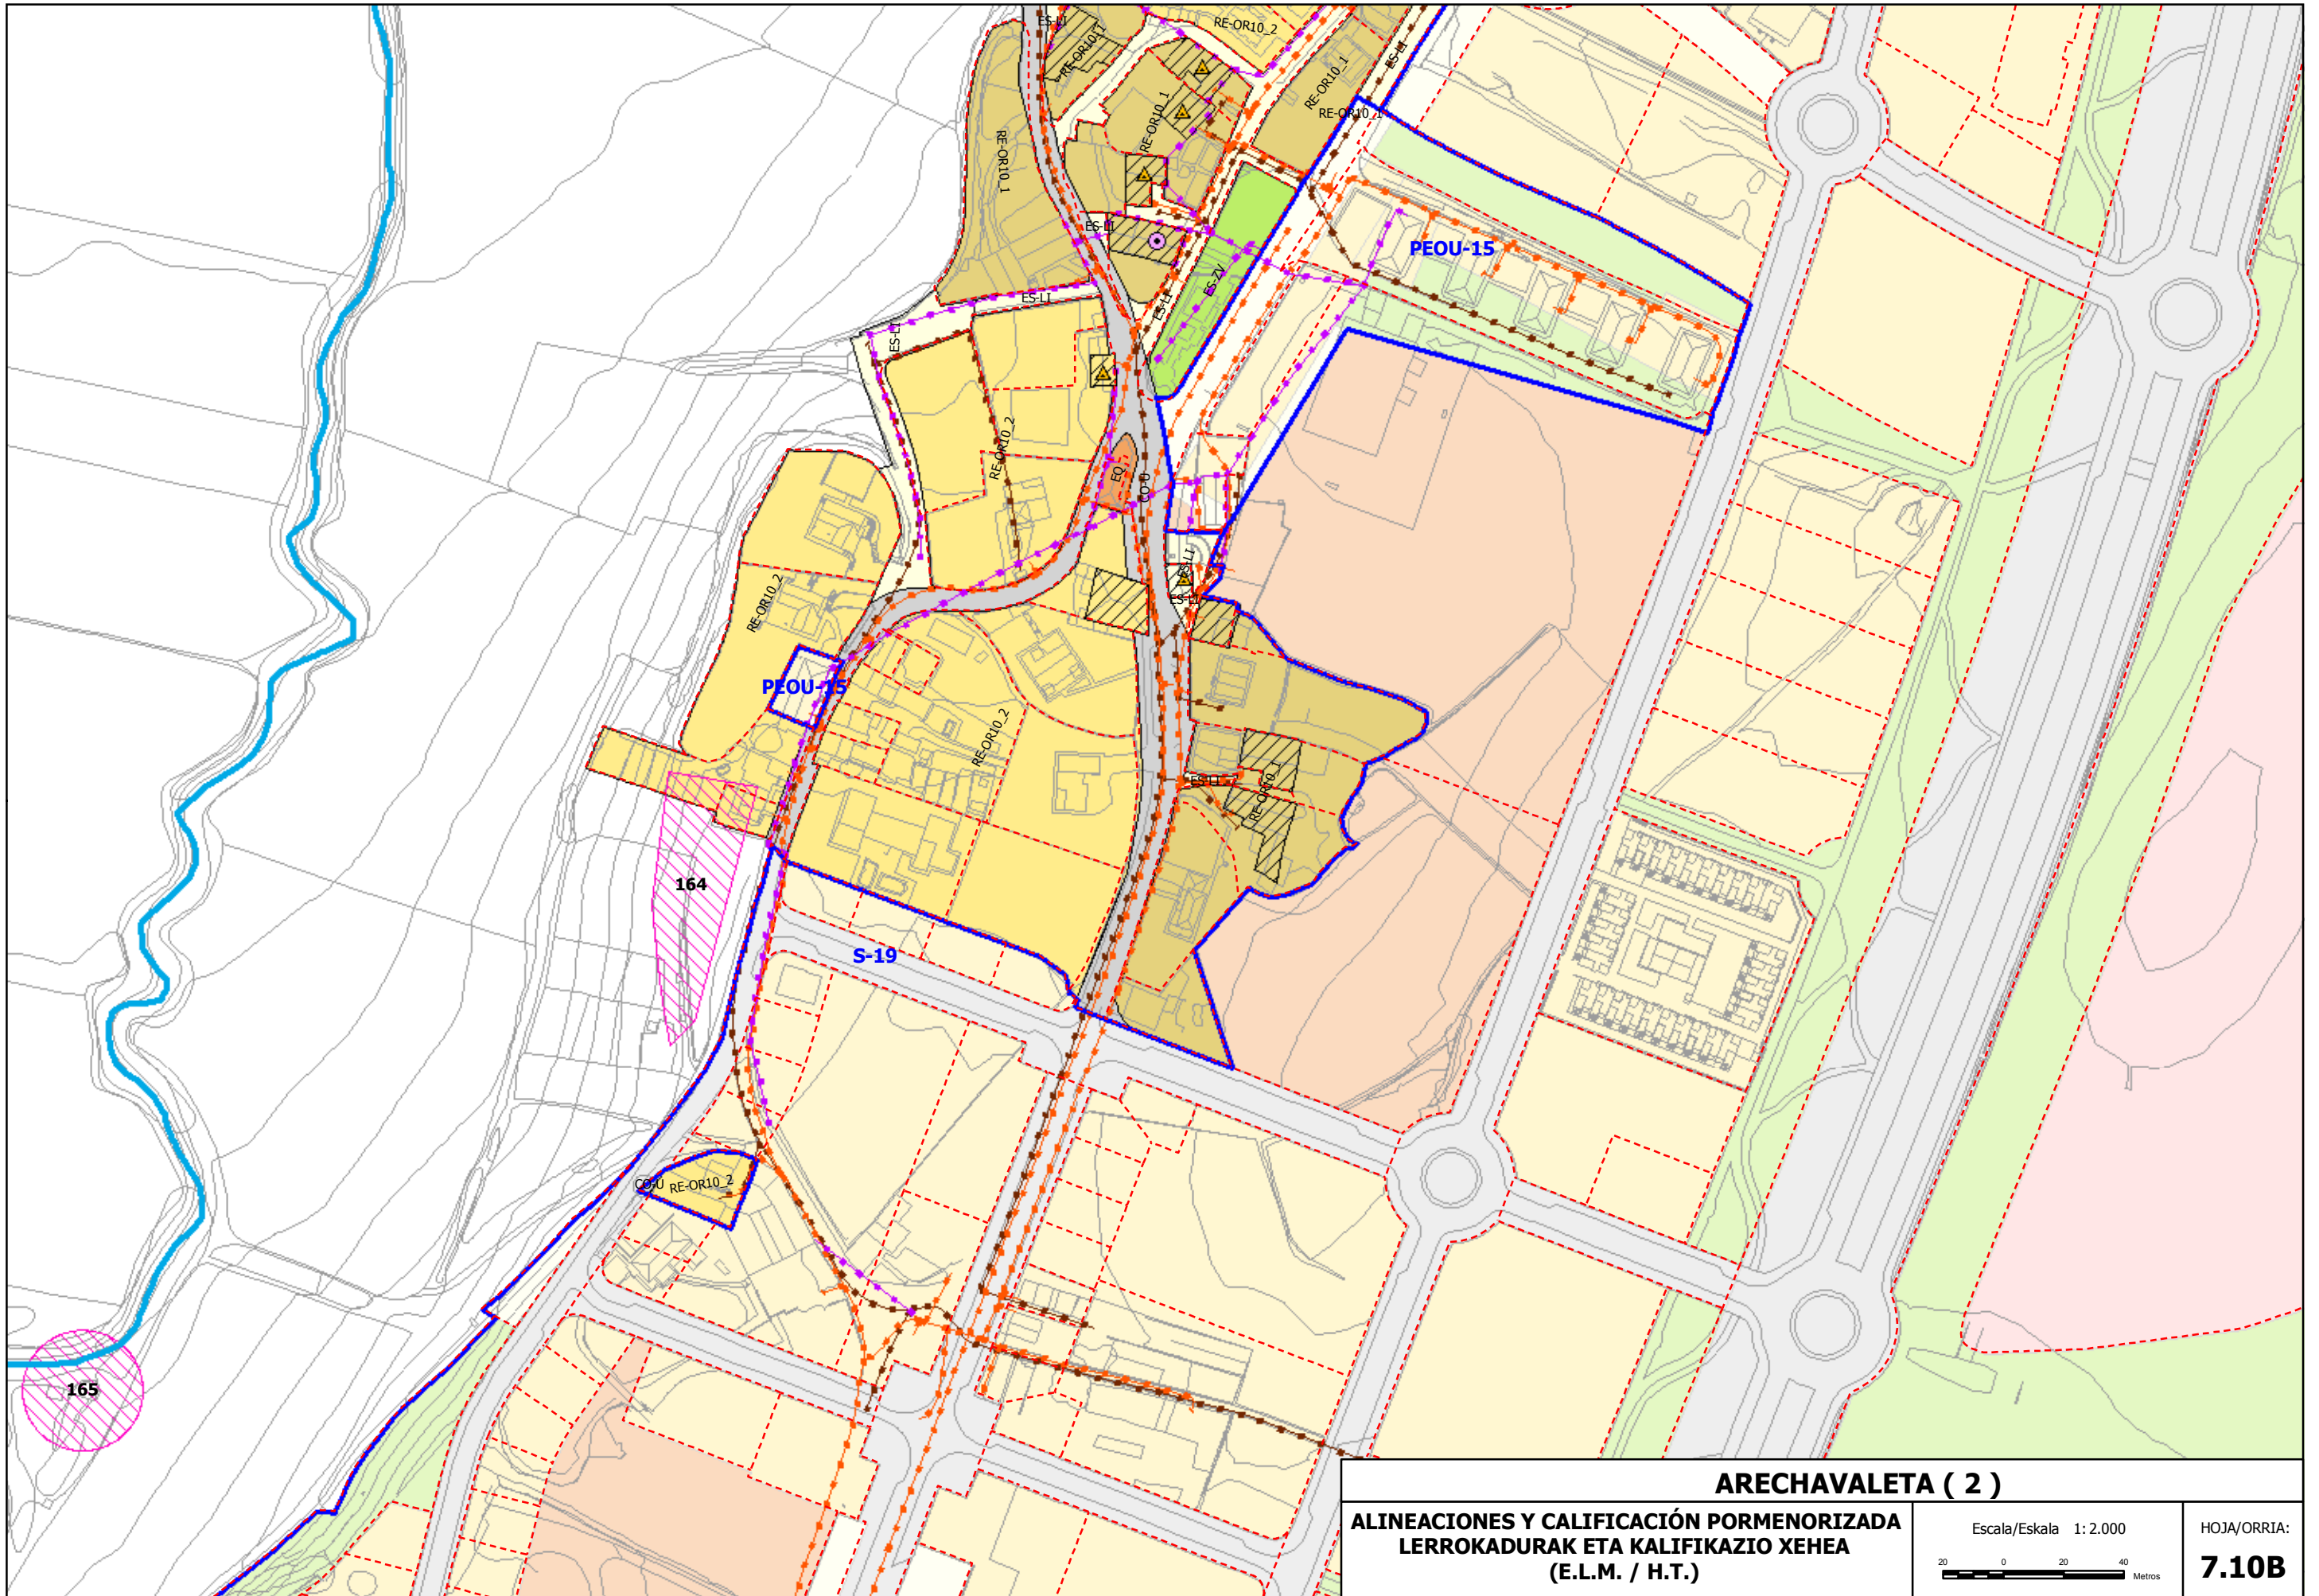 ES-LI
RE-OR10_1
RE-OR10_2
ES-LI
RE-OR10_1
RE-OR10_1
RE-OR10_1
RE-OR10_1
ES-LI
PEOU-15
ES-ZV
ES-LI
ES-LI
ES-LI
RE-OR10_2
EQ
CO-U
ES-LI
ES-LI
RE-OR10_2
PEOU-15
RE-OR10_2
ES-LI
RE-OR10_1
164
S-19
CO-U
RE-OR10_2
165
ARECHAVALETA ( 2 )
ALINEACIONES Y CALIFICACIÓN PORMENORIZADA
LERROKADURAK ETA KALIFIKAZIO XEHEA
(E.L.M. / H.T.)
Escala/Eskala 1:2.000
20 0 20 40
Metros
HOJA/ORRIA:
7.10B